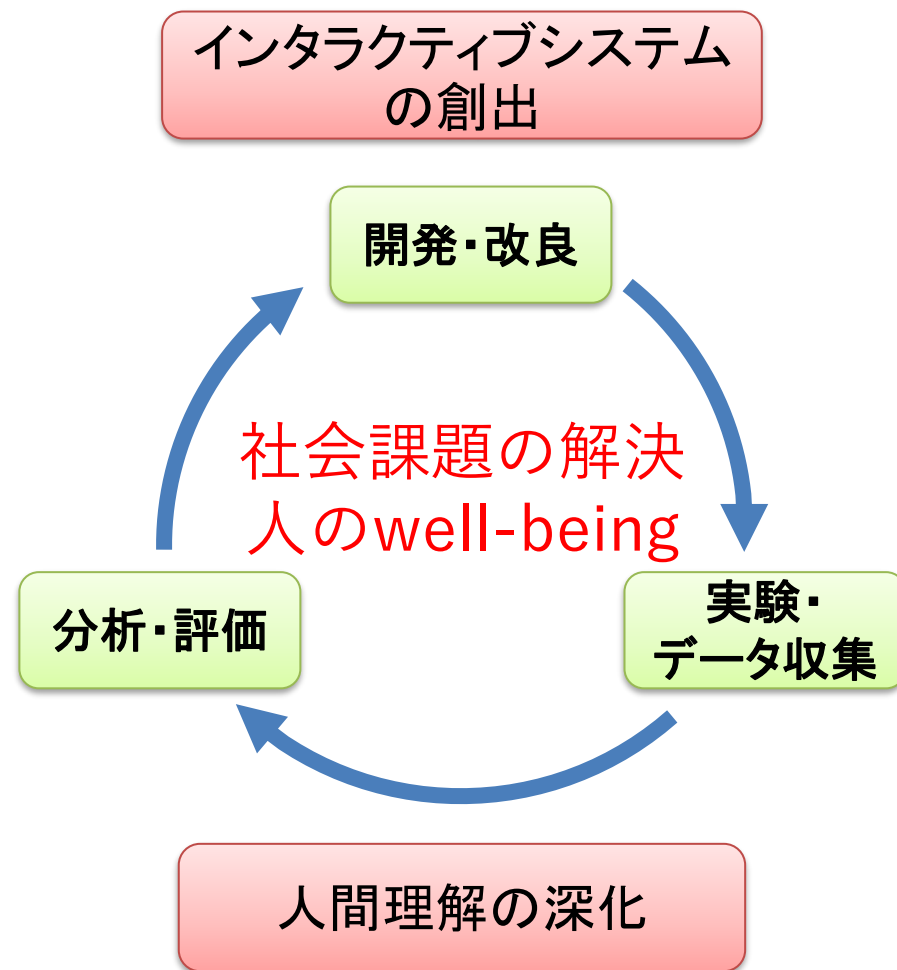 インタラクティブシステム
の創出
開発・改良
社会課題の解決
人のwell-being
分析・評価
実験・
データ収集
人間理解の深化